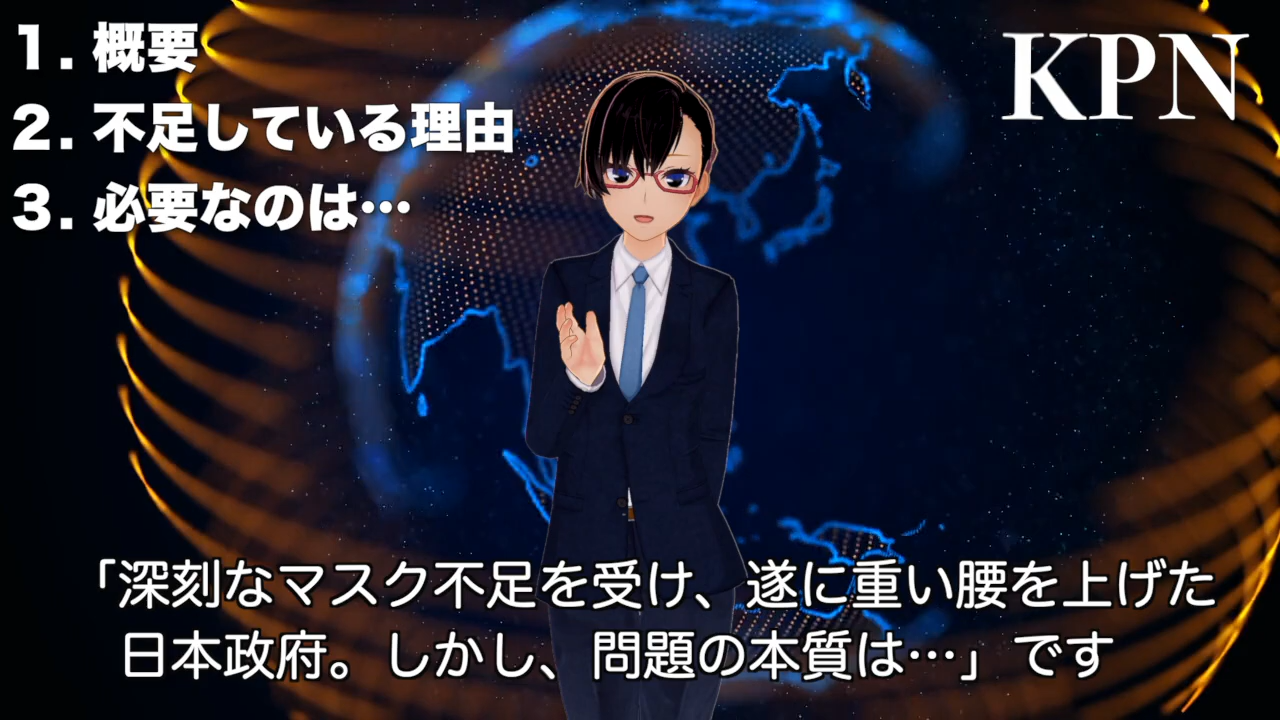 1. 概要
2. 不足している理由
3. 必要なのは…
KPN
「深刻なマスク不足を受け、遂に重い腰を上げた
日本政府。しかし、問題の本質は…」です